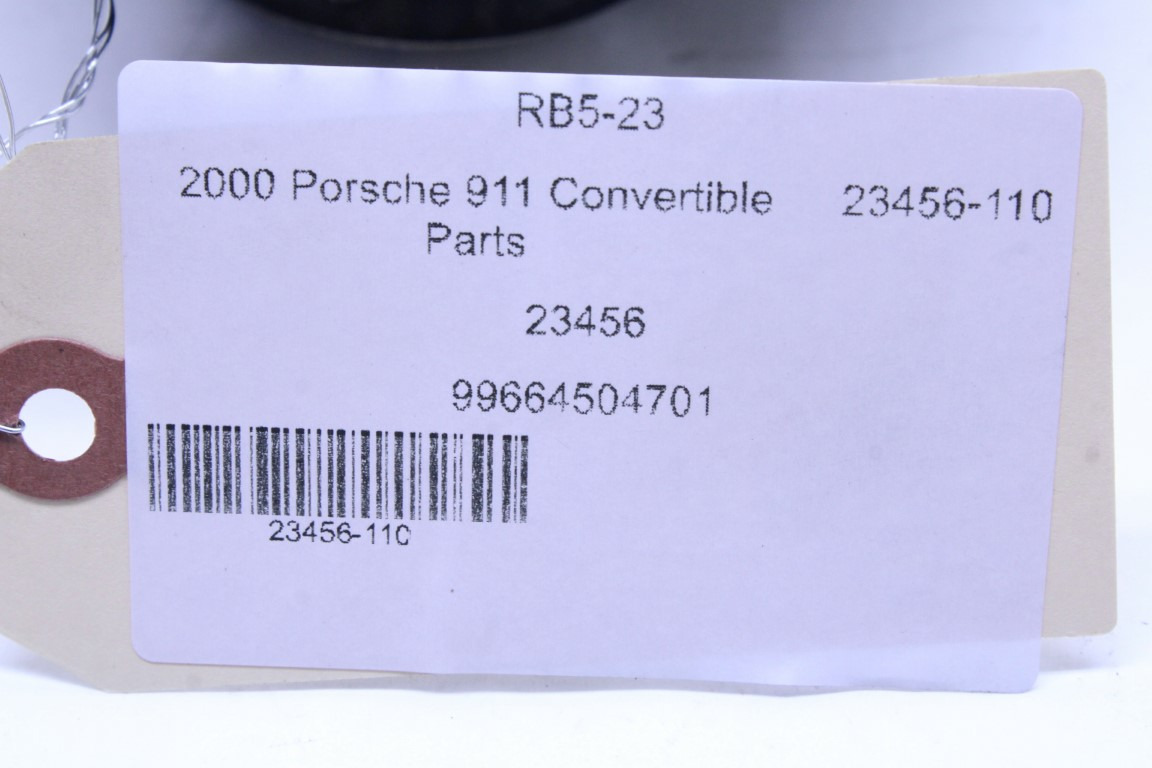 RB5-23
2000 Porsche 911 Convertible 23456-110
Parts
23456
99664504701
23456-110